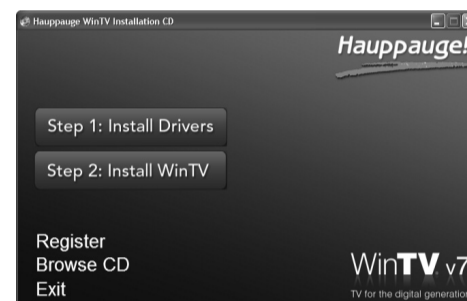 Hauppauge WinTV Installation CD
Hauppauge!
Step 1: Install Drivers
Step 2: Install WinTV
Register
Browse CD
Exit
WinTV v7
TV for the digital generation